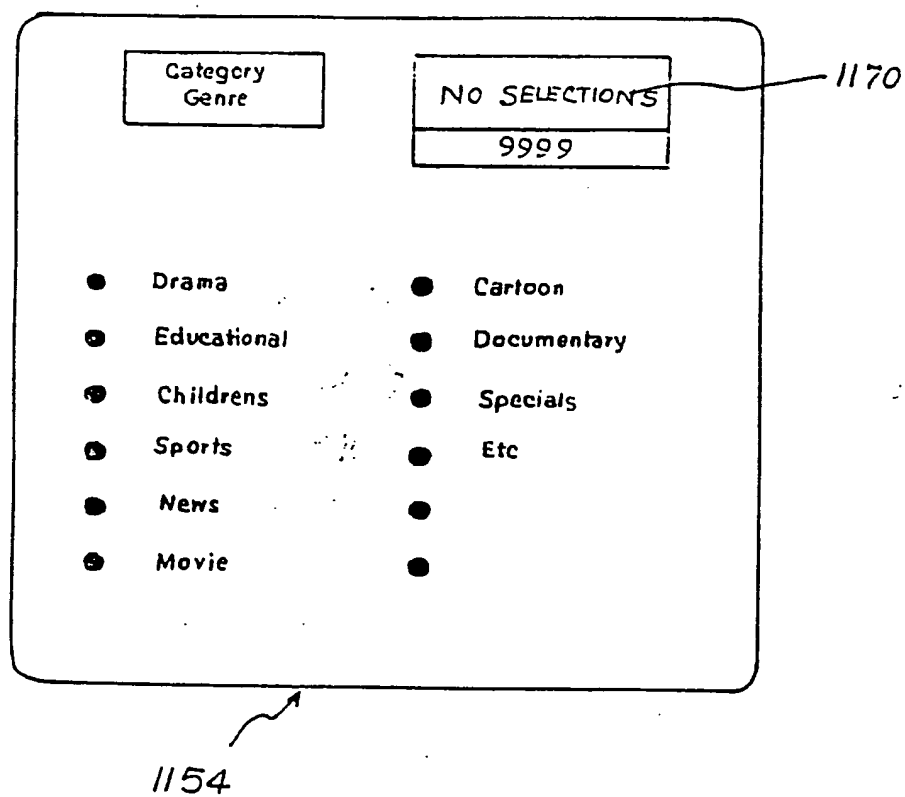 Category
Genre
NO SELECTIONS
9999
1170
Drama
Educational
Childrens
Sports
News
Movie
Cartoon
Documentary
Specials
Etc
1154